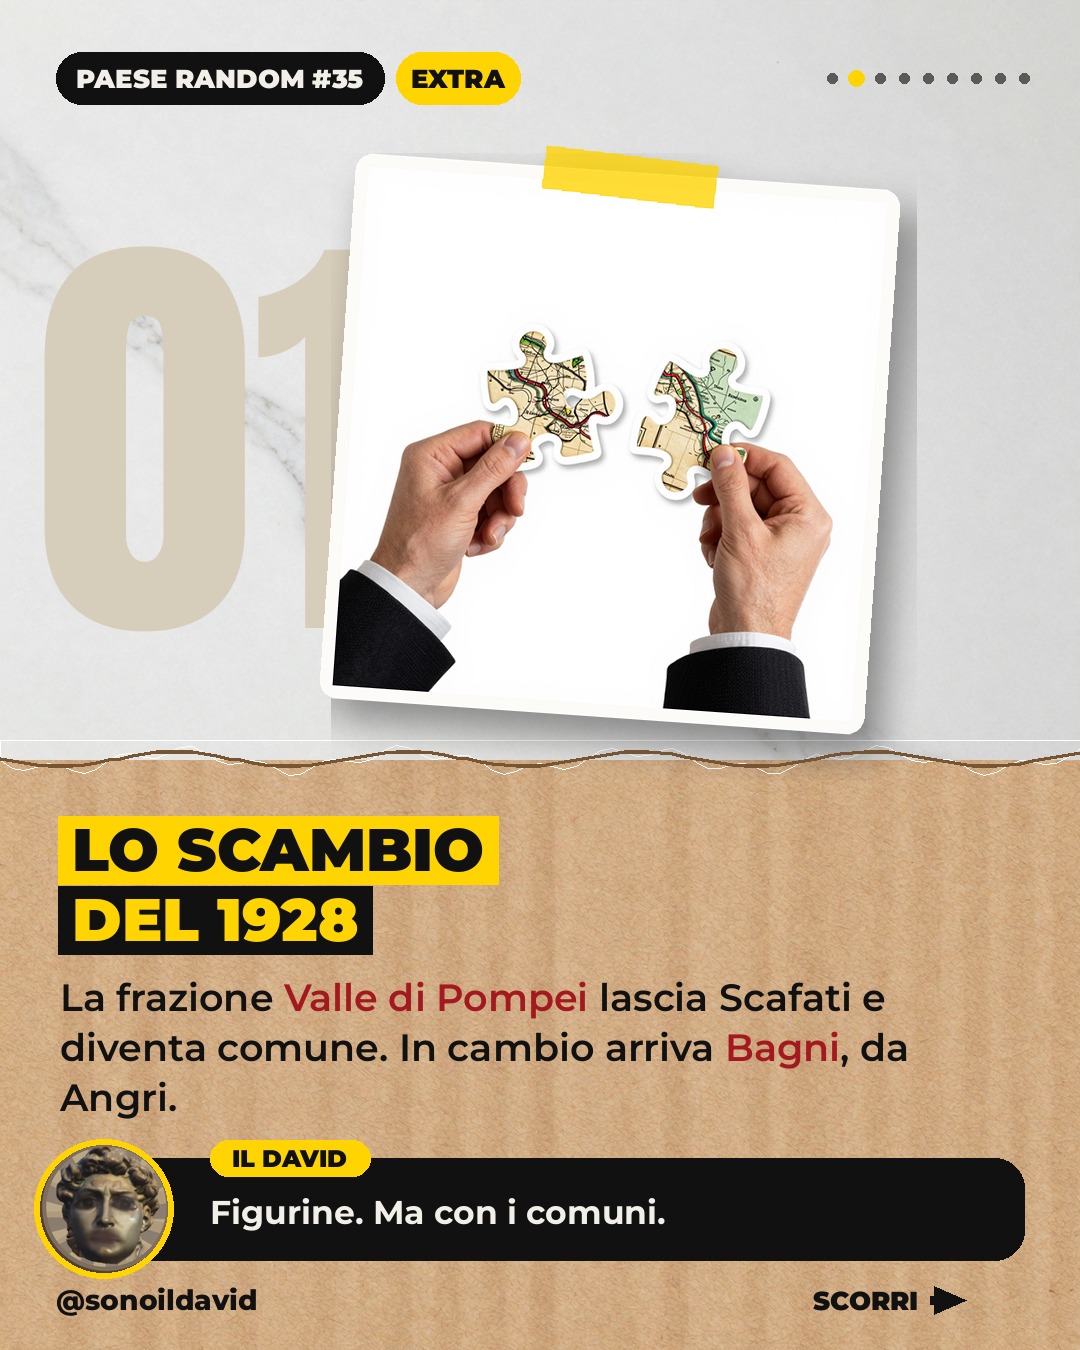 PAESE RANDOM #35
EXTRA
01
LO SCAMBIO
DEL 1928
La frazione Valle di Pompei lascia Scafati e
diventa comune. In cambio arriva Bagni, da
Angri.
IL DAVID
Figurine. Ma con i comuni.
@sonoildavid
SCORRI